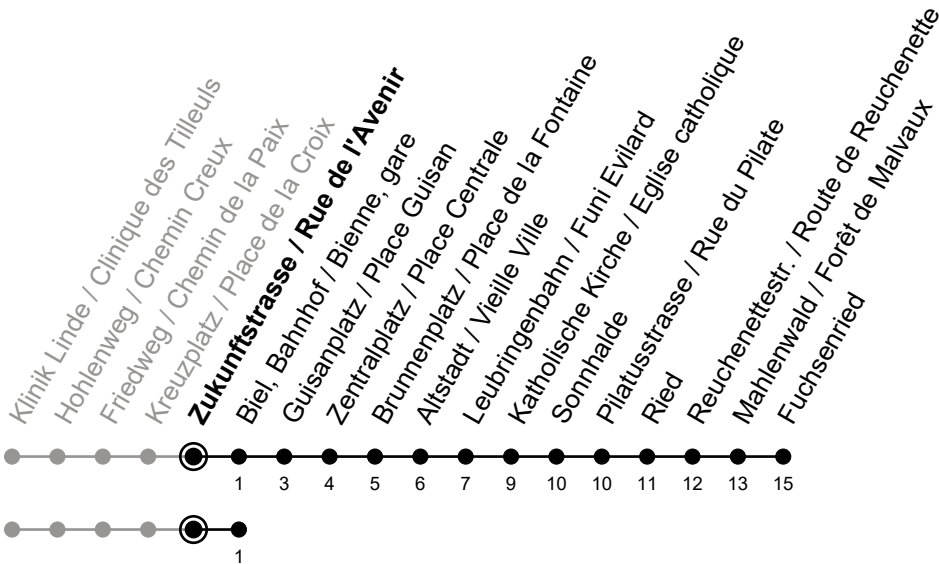 Klinik Linde / Clinique des Tilleuls
Hohlenweg / Chemin Creux
Friedweg / Chemin de la Paix
Kreuzplatz / Place de la Croix
Zukunftstrasse / Rue de l'Avenir
Biel, Bahnhof / Bienne, gare
Guisanplatz / Place Guisan
Zentralplatz / Place Centrale
Brunnenplatz / Place de la Fontaine
Altstadt / Vieille Ville
Leubringenbahn / Funi Evilard
Katholische Kirche / Eglise catholique
Sonnhalde
Pilatusstrasse / Rue du Pilate
Ried
Reuchenettestr. / Route de Reuchenette
Mahlenwald / Forêt de Malvaux
Fuchsenried
1 3 4 5 6 7 9 10 10 11 12 13 15
1